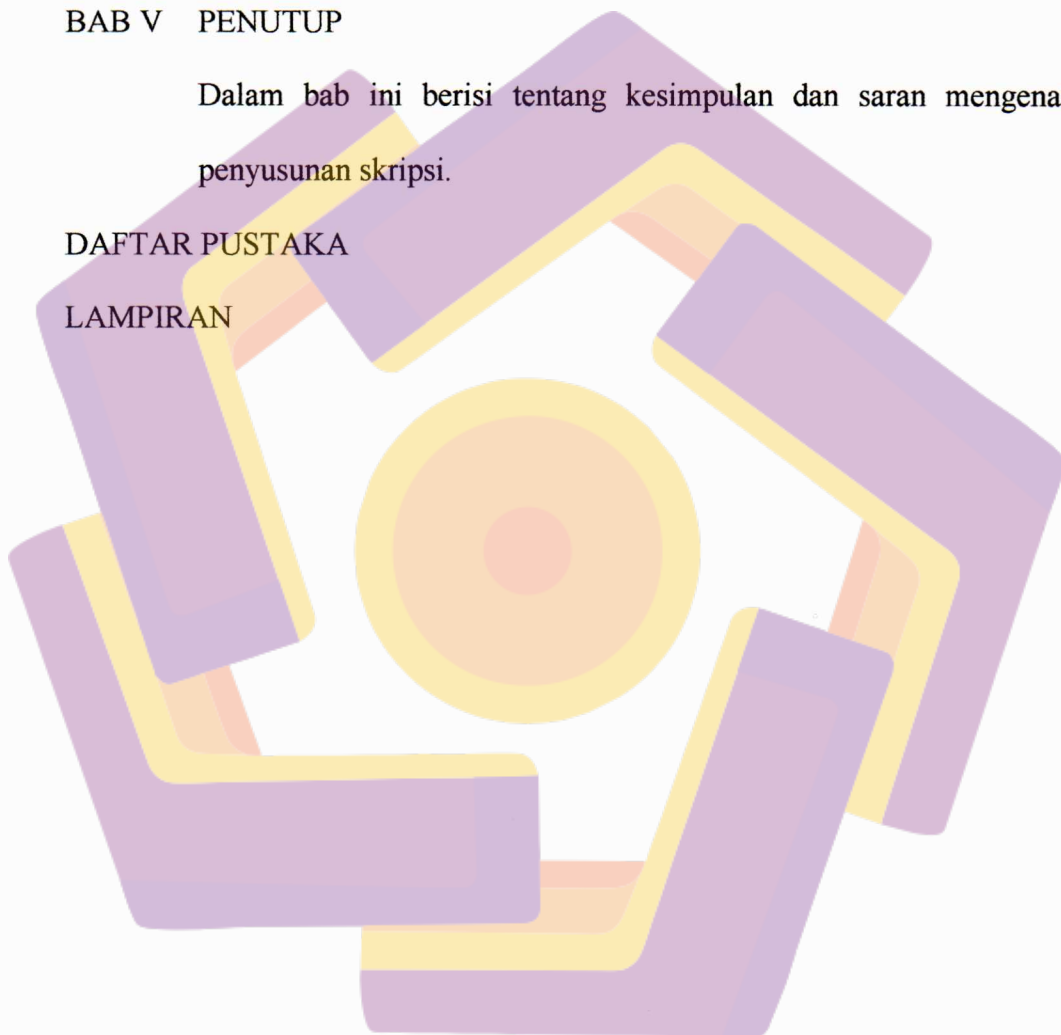 BAB V PENUTUP
Dalam bab ini berisi tentang kesimpulan dan saran mengena
penyusunan skripsi.
DAFTAR PUSTAKA
LAMPIRAN